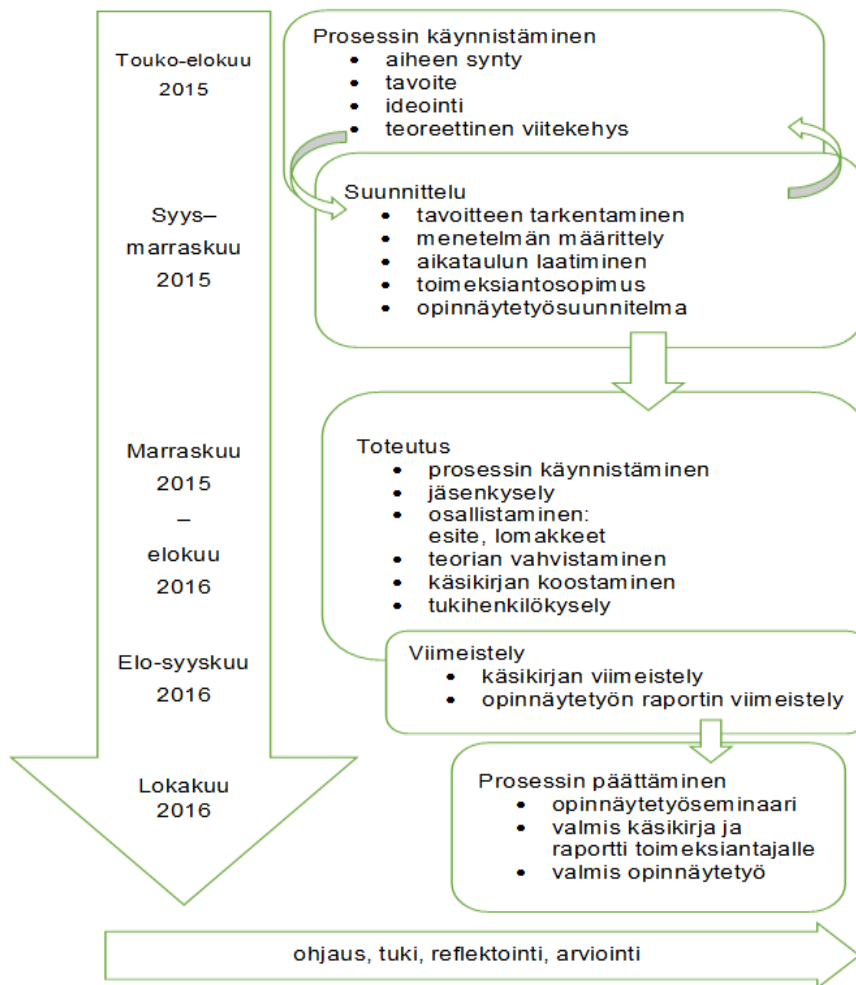 Touko-elokuu
2015
Prosessin käynnistäminen
• aiheen synty
• tavoite
• ideointi
• teoreettinen viitekehys
Syys–
marraskuu
2015
Suunnittelu
• tavoitteen tarkentaminen
• menetelmän määrittely
• aikataulun laatiminen
• toimeksiantosopimus
• opinnäytetyösuunnitelma
Marraskuu
2015
–
elokuu
2016
Toteutus
• prosessin käynnistäminen
• jäsenkysely
• osallistaminen:
esite, lomakkeet
• teorian vahvistaminen
• käsikirjan koostaminen
• tukihenkilökysely
Elo-syyskuu
2016
Viimeistely
• käsikirjan viimeistely
• opinnäytetyön raportin viimeistely
Lokakuu
2016
Prosessin päättäminen
• opinnäytetyöseminaari
• valmis käsikirja ja
raportti toimeksiantajalle
• valmis opinnäytetyö
ohjaus, tuki, reflektointi, arviointi